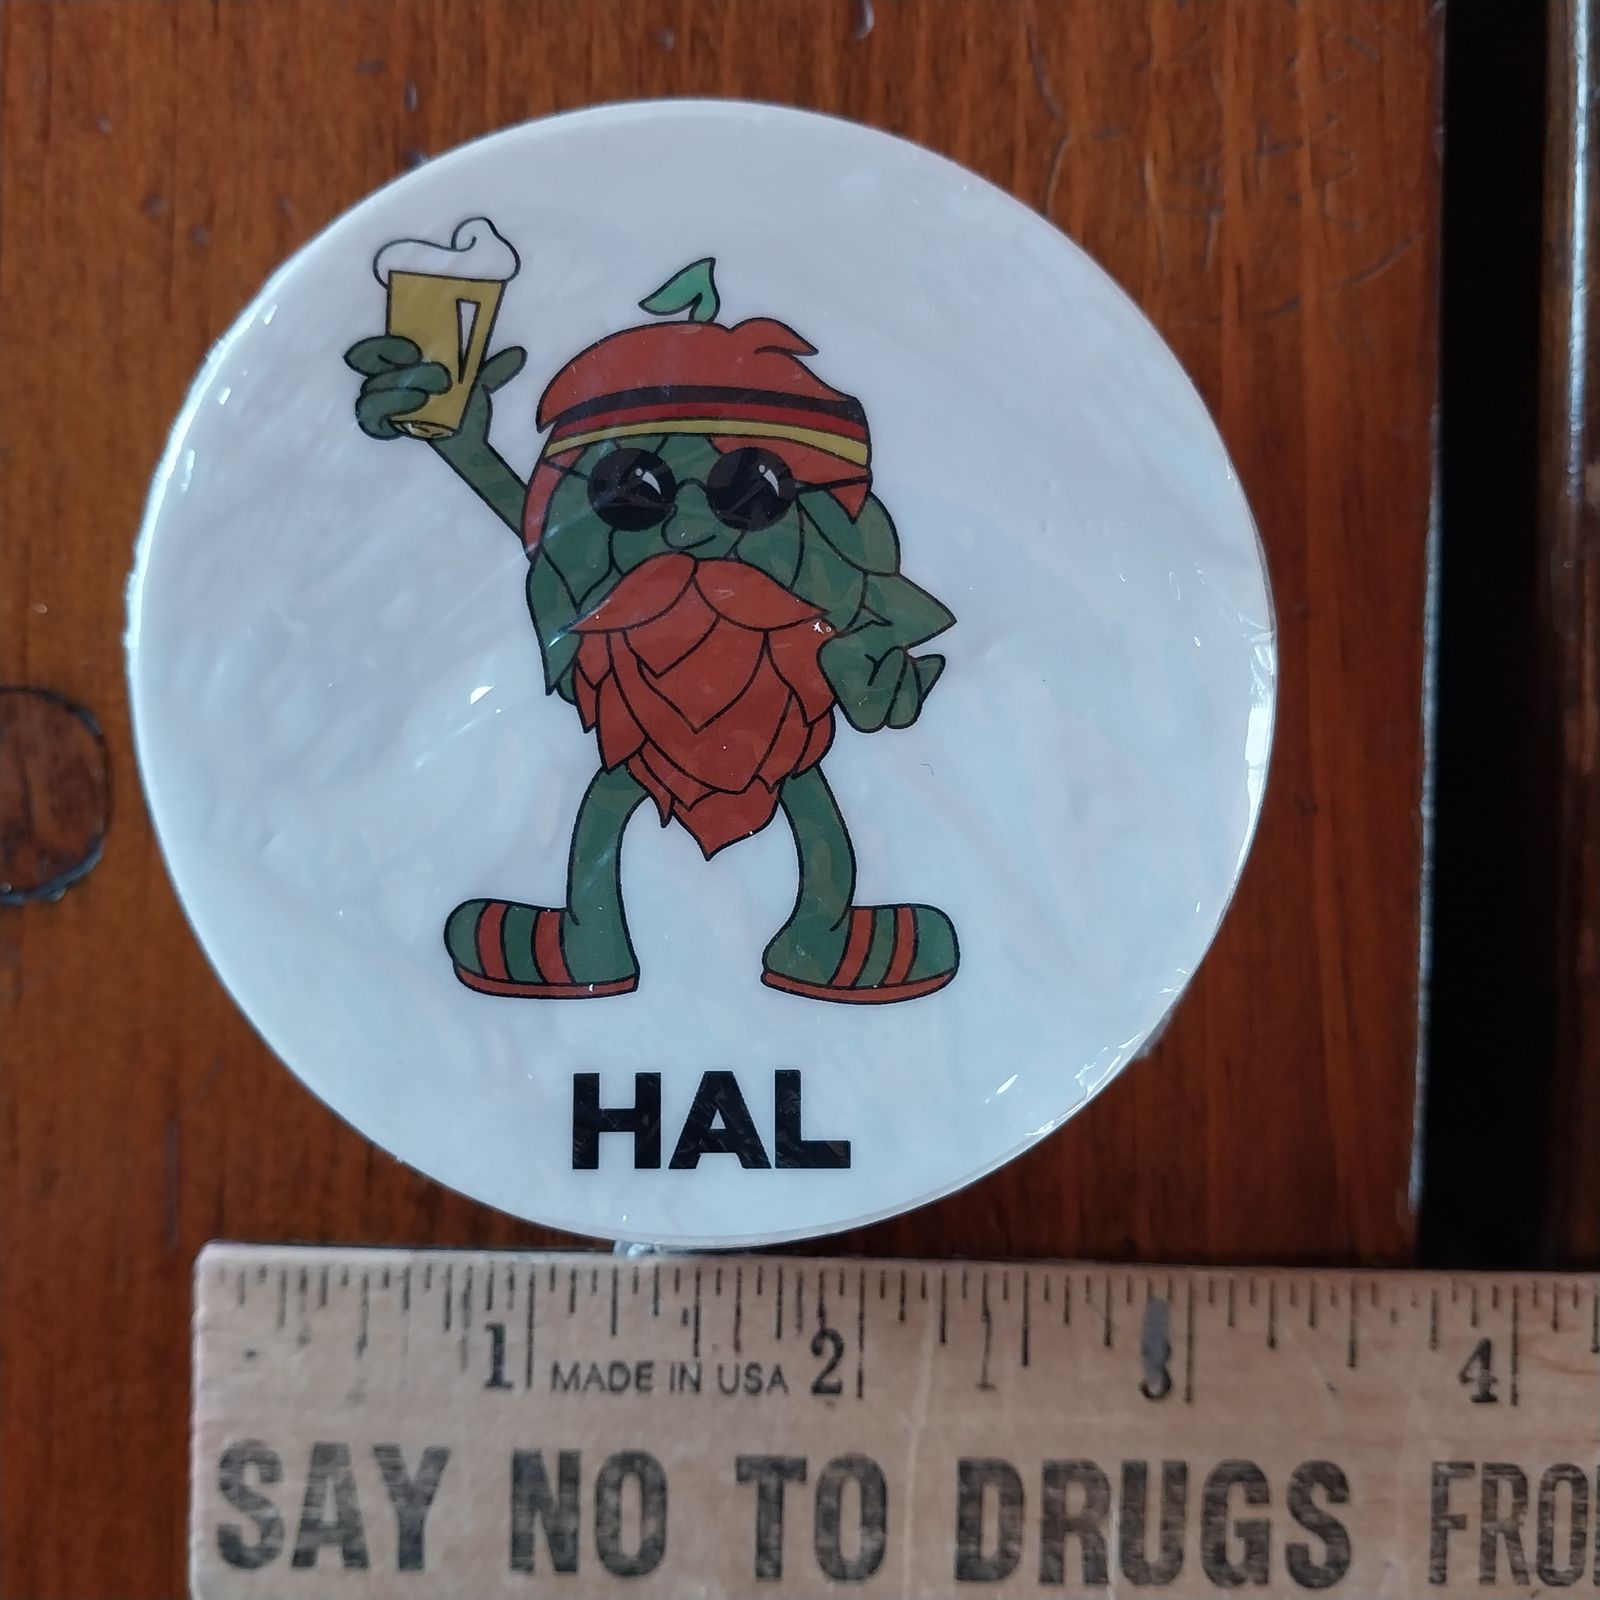 HAL
1 MADE IN USA 2 3 4
SAY NO TO DRUGS